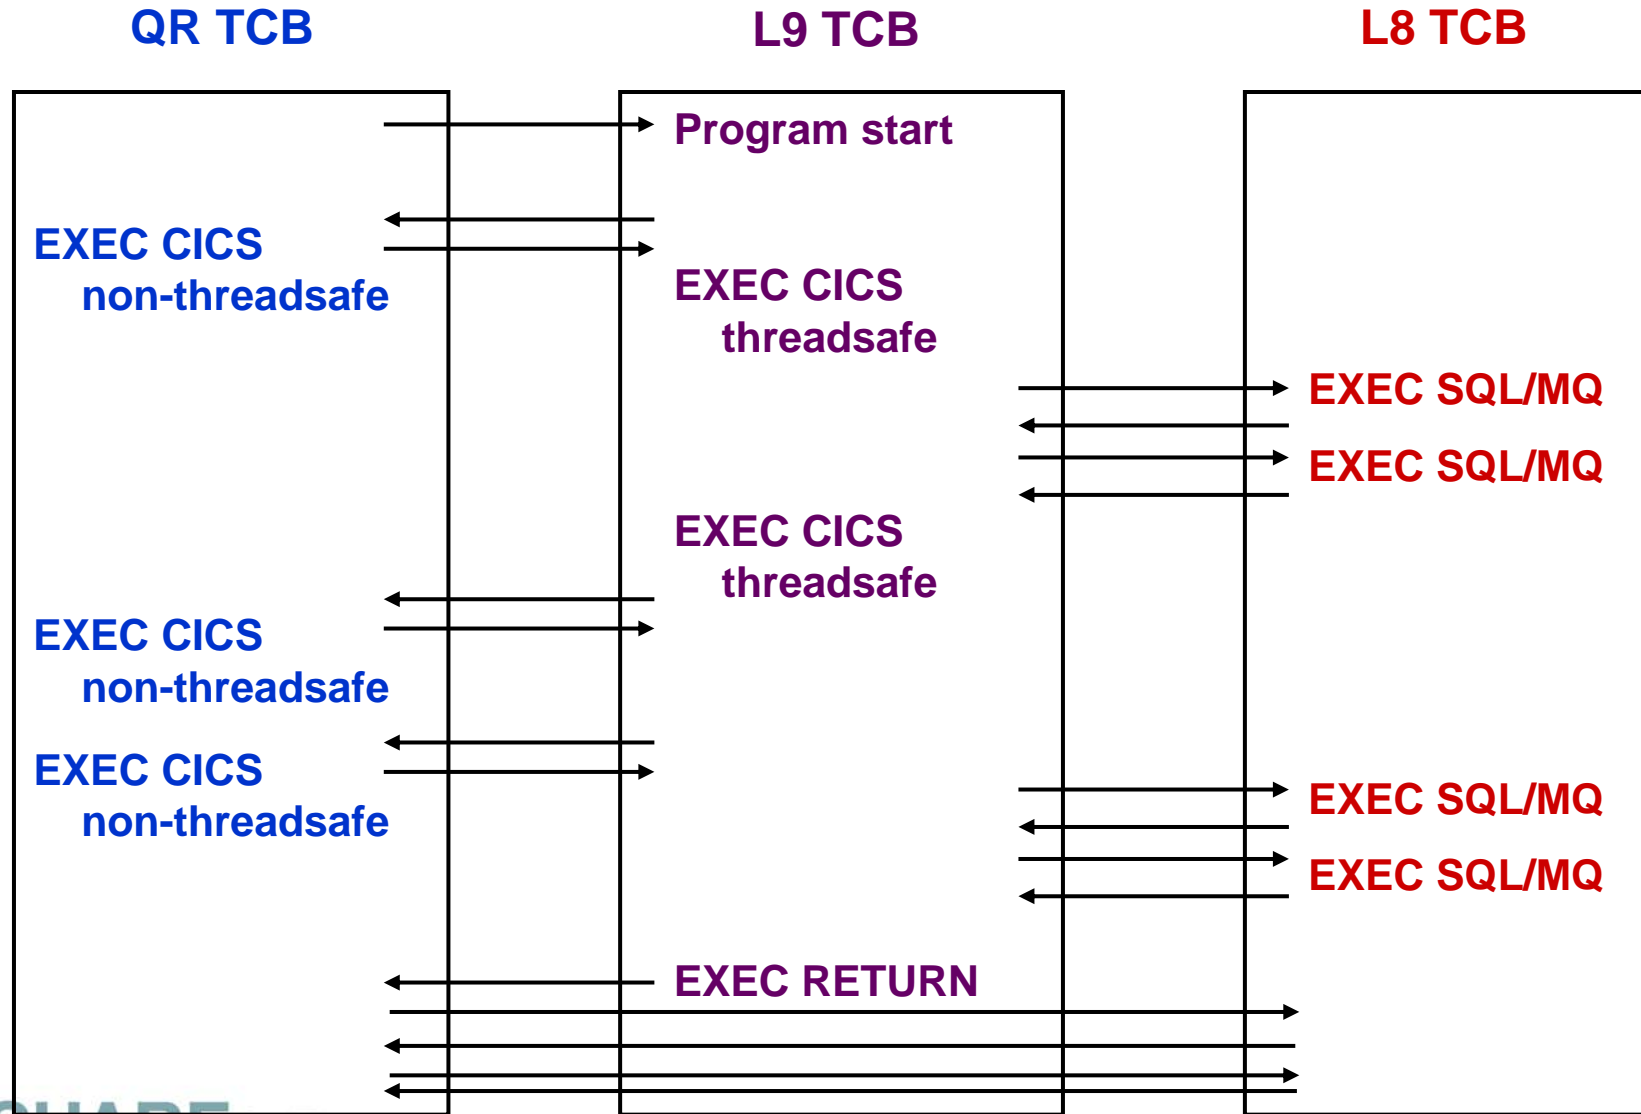 QR TCB
L9 TCB
L8 TCB
Program start
EXEC CICS
non-threadsafe
EXEC CICS
threadsafe
EXEC SQL/MQ
EXEC SQL/MQ
EXEC CICS
threadsafe
EXEC CICS
non-threadsafe
EXEC CICS
non-threadsafe
EXEC SQL/MQ
EXEC SQL/MQ
EXEC RETURN